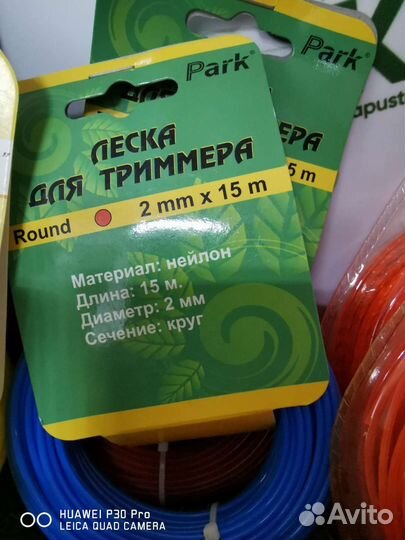 Park®
Park®
ЛЕСКА
ДЛЯ ТРИММЕРА
Round 2 mm x 15 m
Материал: нейлон
Длина: 15 м.
Диаметр: 2 мм
Сечение: круг
5 m
HUAWEI P30 Pro
LEICA QUAD CAMERA
Avito